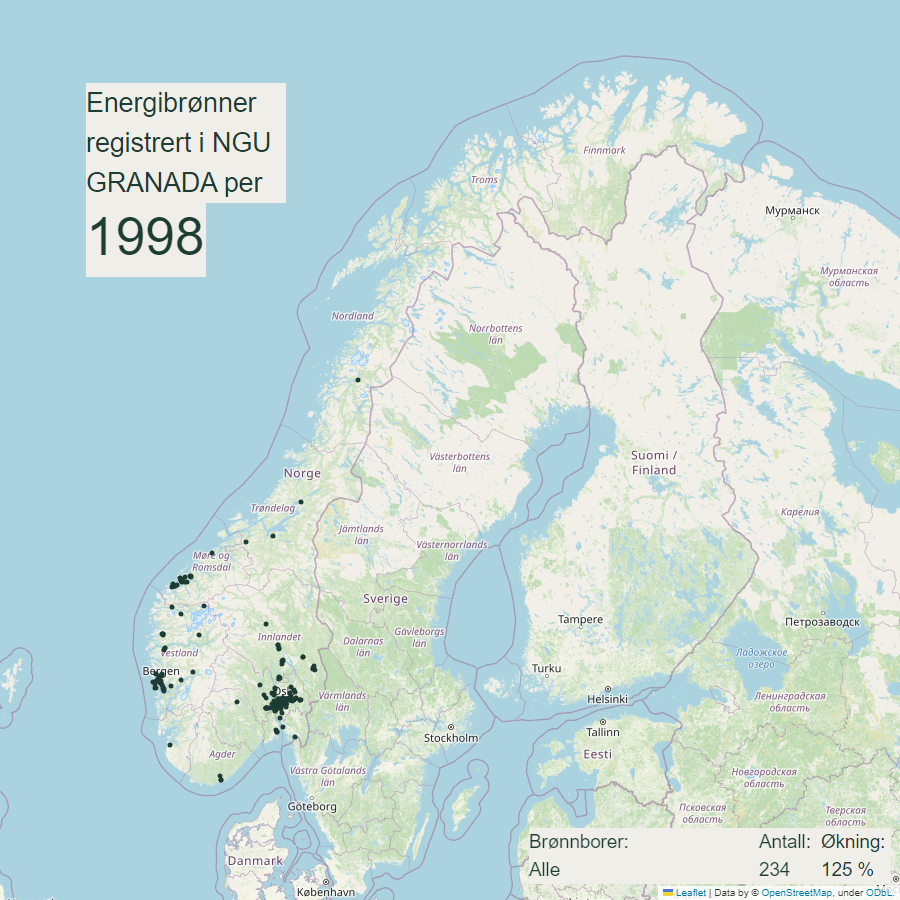 Energibrønner
registrert i NGU
GRANADA per
1998
Finnmark
Troms
Мурманск
Мурманская
область
Nordland
Norrbottens
län
Västerbottens
län
Suomi /
Finland
Norge
Trøndelag
Карелия
Jämtlands
län
Västernorrlands
län
Møre og
Romsdal
Sverige
Tampere
Петрозаводск
Innlandet
Dalarnas
län
Gävleborgs
län
Vestland
Ладожское
озеро
Bergen
Turku
Värmlands
län
Helsinki
Ленинградская
область
Stockholm
Tallinn
Eesti
Agder
Västra Götalands
län
Новгородская
область
Göteborg
Псковская
область
Тверская
область
Danmark
København
Brønnborer: Antall: Økning:
Alle 234 125 %
Leaflet | Data by © OpenStreetMap, under ODbL.